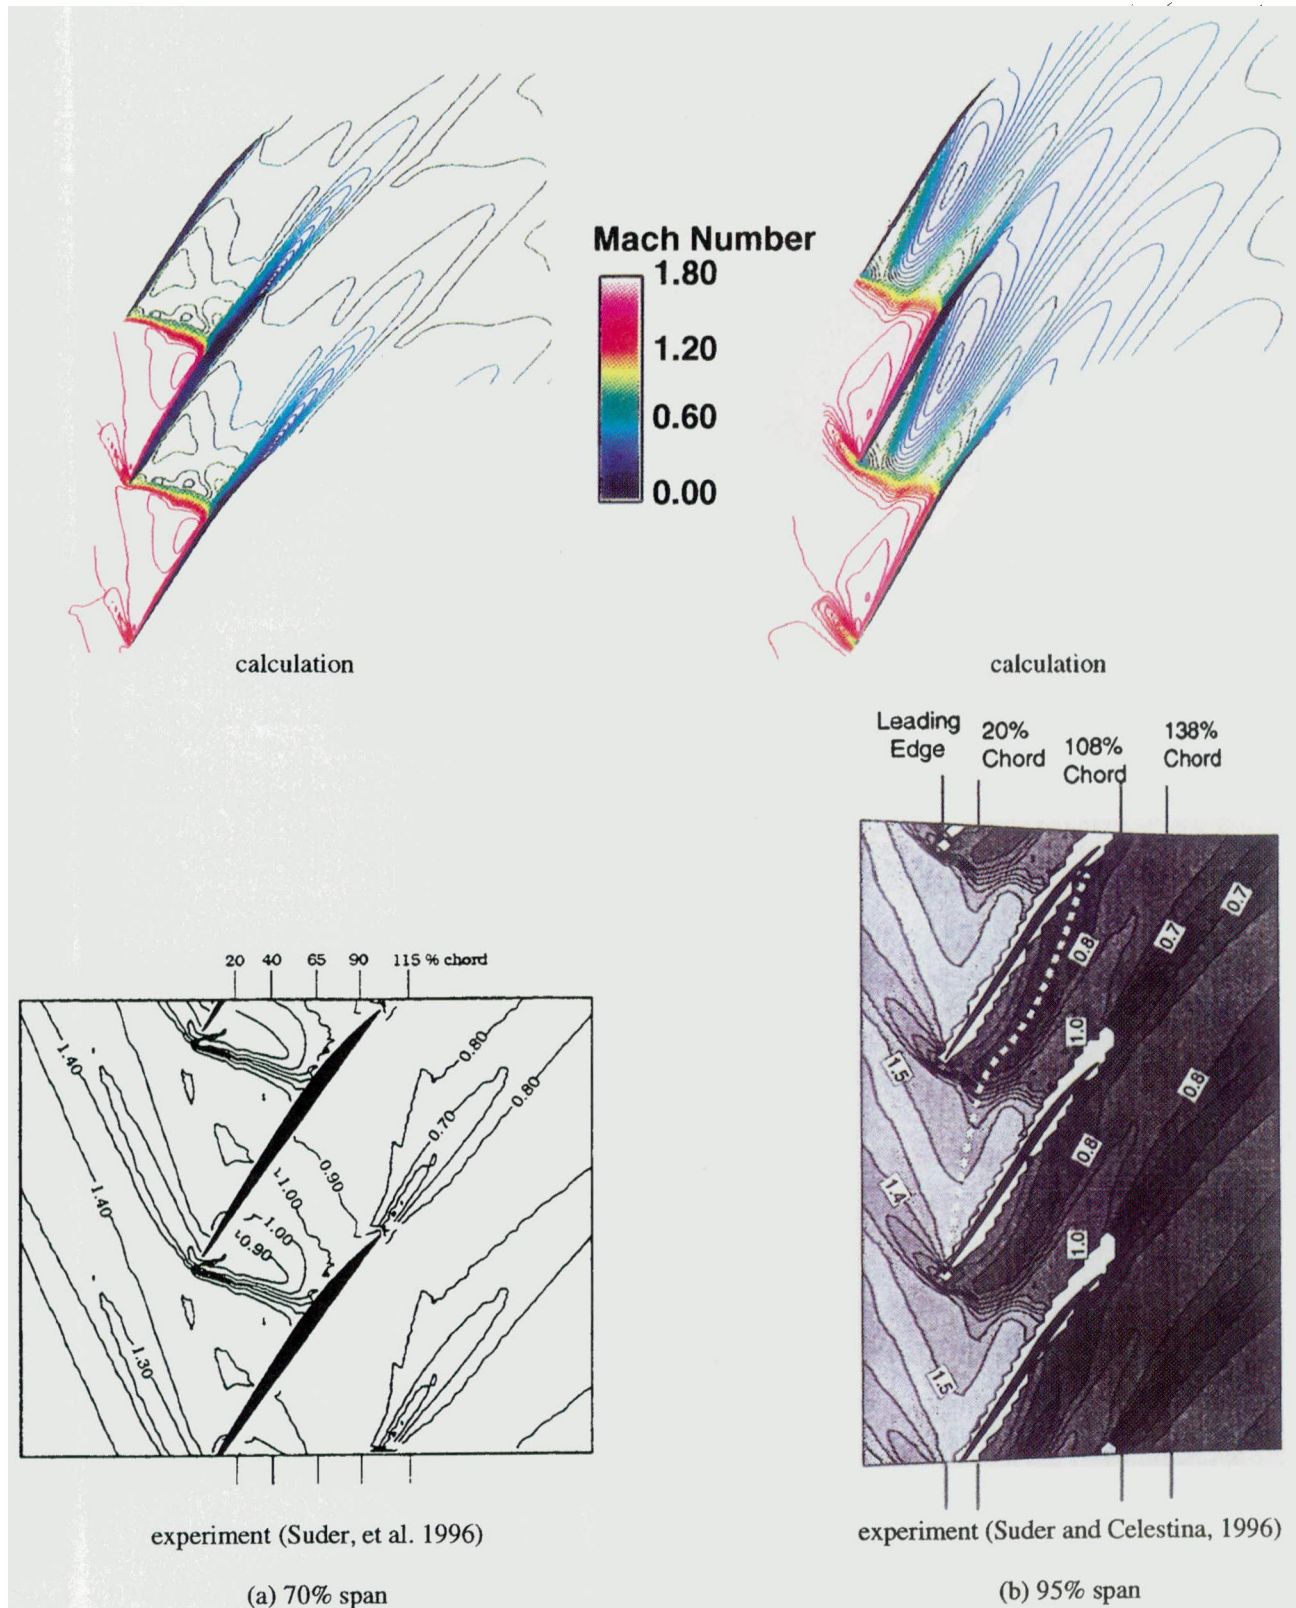 Mach Number
1.80
1.20
0.60
0.00
calculation
calculation
Leading
Edge
20%
Chord
108%
Chord
138%
Chord
20 40 65 90 115 % chord
1.40
1.40
1.30
0.90
1.00
1.00
0.90
0.80
0.70
0.80
1.5
1.4
1.5
0.8
1.0
0.8
1.0
0.7
0.7
0.8
experiment (Suder, et al. 1996)
experiment (Suder and Celestina, 1996)
(a) 70% span
(b) 95% span